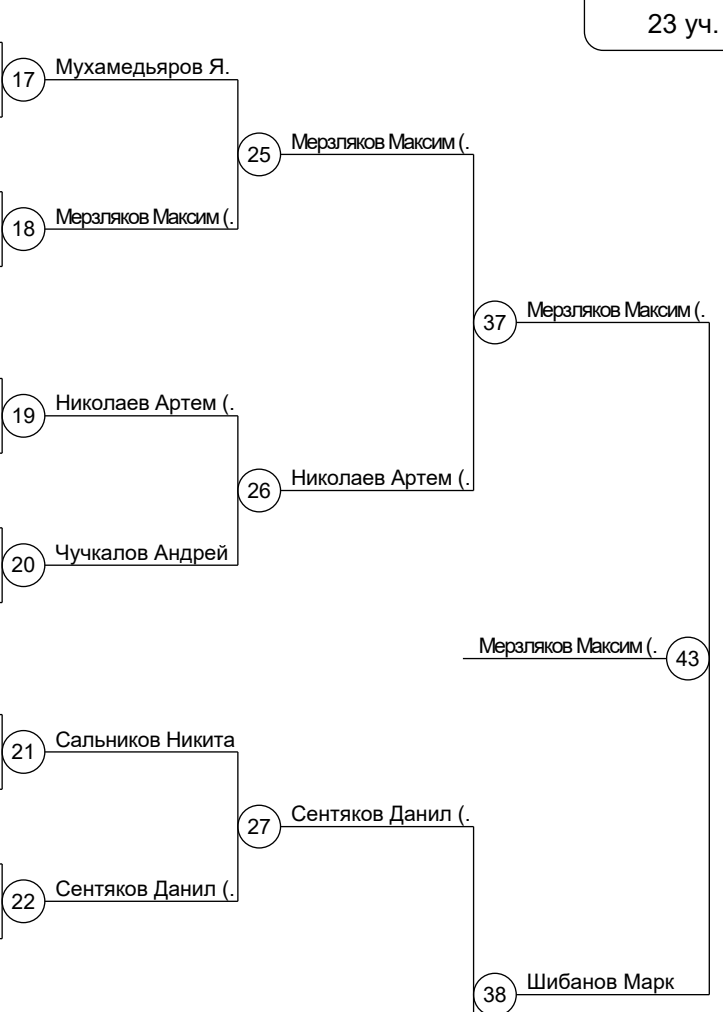 23 уч.
17 Мухамедьяров Я.
25 Мерзляков Максим (.
18 Мерзляков Максим (.
37 Мерзляков Максим (.
19 Николаев Артем (.
26 Николаев Артем (.
20 Чучкалов Андрей
Мерзляков Максим (. 43
21 Сальников Никита
27 Сентяков Данил (.
22 Сентяков Данил (.
38 Шибанов Марк